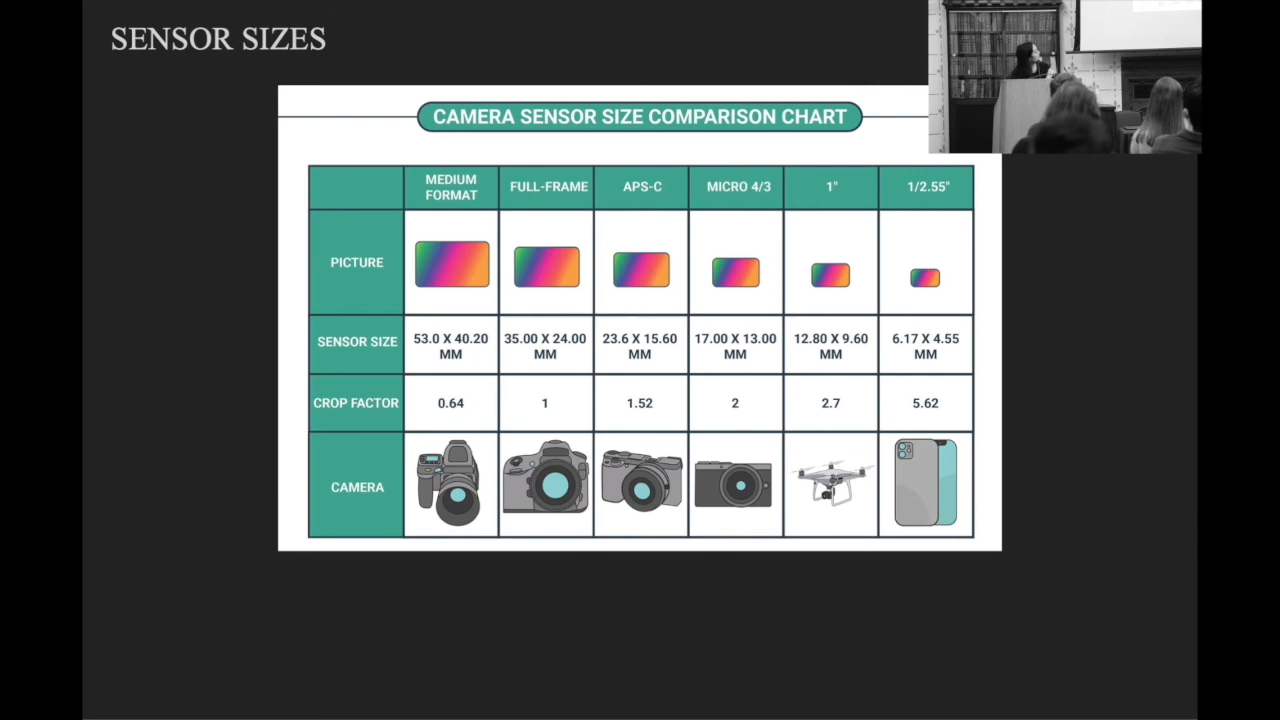 SENSOR SIZES
CAMERA SENSOR SIZE COMPARISON CHART
MEDIUM
FORMAT
FULL-FRAME
APS-C
MICRO 4/3
1"
1/2.55"
PICTURE
SENSOR SIZE
53.0 X 40.20
MM
35.00 X 24.00
MM
23.6 X 15.60
MM
17.00 X 13.00
MM
12.80 X 9.60
MM
6.17 X 4.55
MM
CROP FACTOR
0.64
1
1.52
2
2.7
5.62
CAMERA